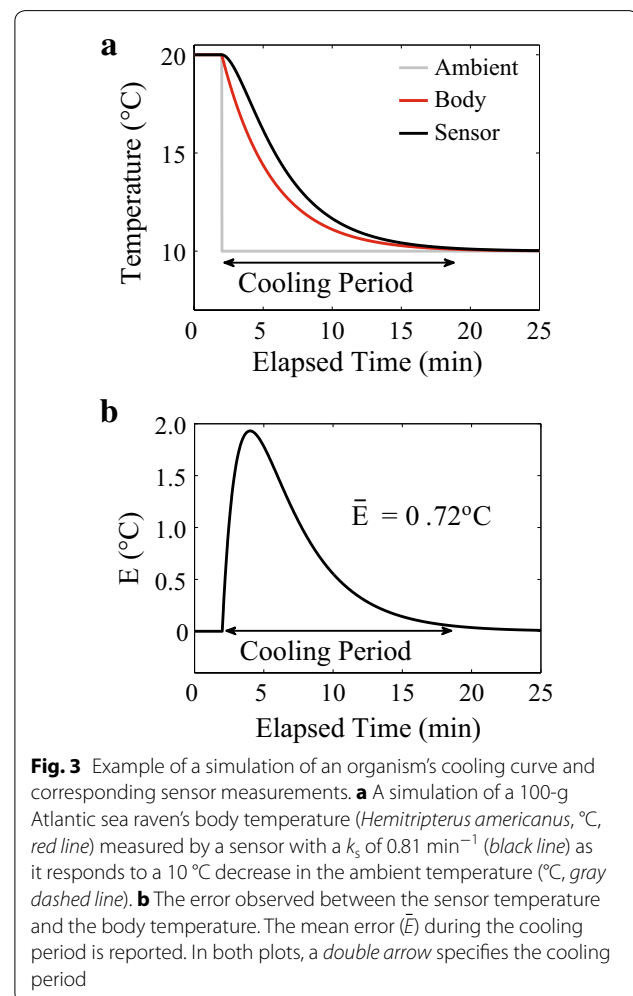 a
20
15
10
Temperature (°C)
Ambient
Body
Sensor
Cooling Period
0 5 10 15 20 25
Elapsed Time (min)
b
2.0
1.5
1.0
0.5
0
E (°C)
Ē = 0 .72°C
Cooling Period
0 5 10 15 20 25
Elapsed Time (min)
Fig. 3 Example of a simulation of an organism's cooling curve and
corresponding sensor measurements. a A simulation of a 100-g
Atlantic sea raven's body temperature (Hemitripterus americanus, °C,
red line) measured by a sensor with a kₛ of 0.81 min⁻¹ (black line) as
it responds to a 10 °C decrease in the ambient temperature (°C, gray
dashed line). b The error observed between the sensor temperature
and the body temperature. The mean error (Ē) during the cooling
period is reported. In both plots, a double arrow specifies the cooling
period